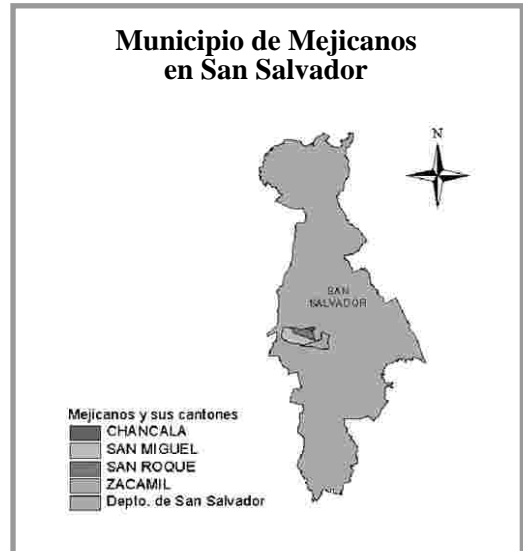 Municipio de Mejicanos
en San Salvador
N
SAN
SALVADOR
Mejicanos y sus cantones
CHANCALA
SAN MIGUEL
SAN ROQUE
ZACAMIL
Depto. de San Salvador